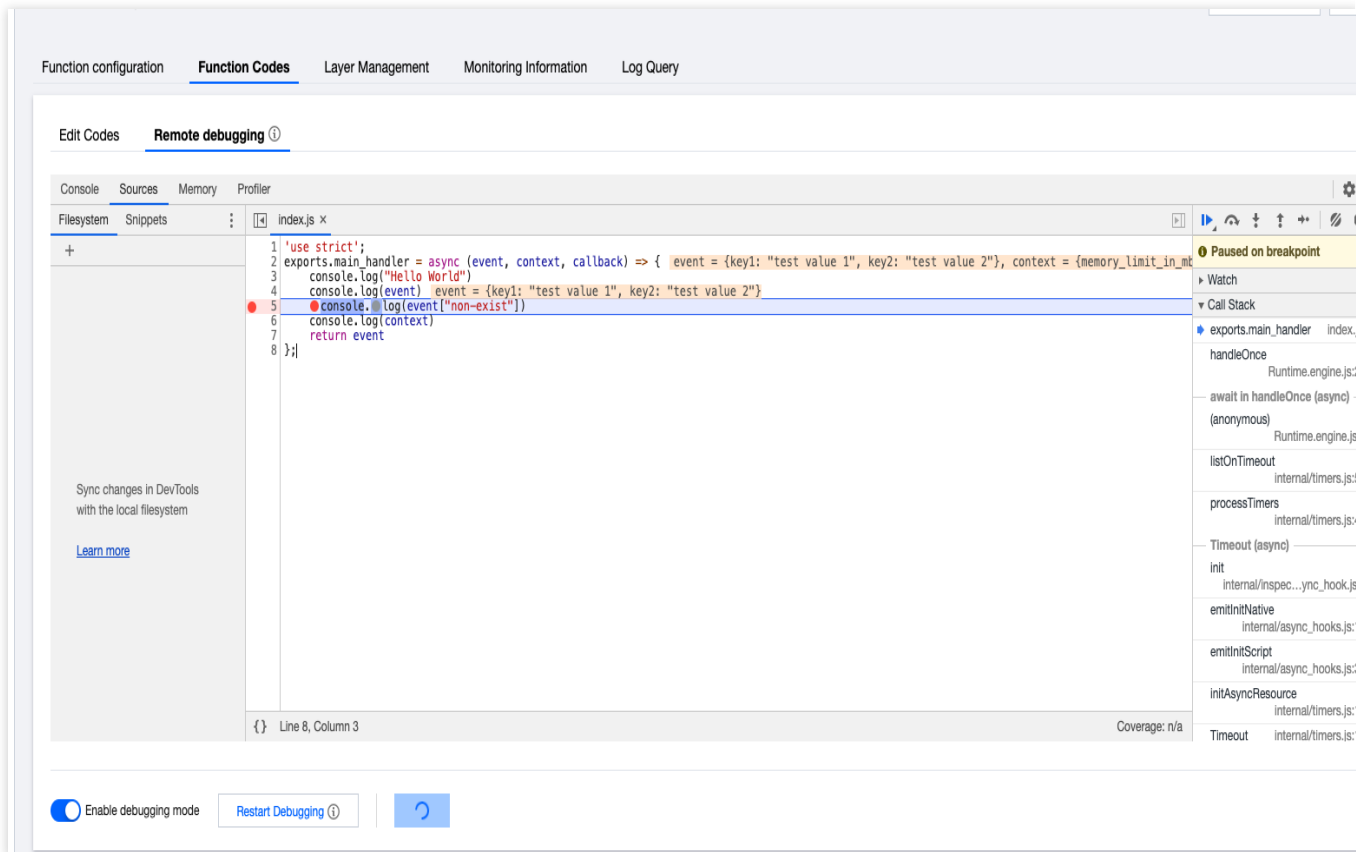 Function configuration Function Codes Layer Management Monitoring Information Log Query
Edit Codes Remote debugging
Console Sources Memory Profiler
Filesystem Snippets
index.js ×
+
Sync changes in DevTools
with the local filesystem
Learn more
1 'use strict';
2 exports.main_handler = async (event, context, callback) => { event = {key1: "test value 1", key2: "test value 2"}, context = {memory_limit_in_mb
3 console.log("Hello World")
4 console.log(event) event = {key1: "test value 1", key2: "test value 2"}
5 console.log(event["non-exist"])
6 console.log(context)
7 return event
8 };
{} Line 8, Column 3 Coverage: n/a
Paused on breakpoint
Watch
Call Stack
exports.main_handler index.
handleOnce
Runtime.engine.js:
await in handleOnce (async)
(anonymous)
Runtime.engine.js
listOnTimeout
internal/timers.js:
processTimers
internal/timers.js:
Timeout (async)
init
internal/inspec…ync_hook.js
emitInitNative
internal/async_hooks.js:
emitInitScript
internal/async_hooks.js:
initAsyncResource
internal/timers.js:
Timeout internal/timers.js:
Enable debugging mode Restart Debugging